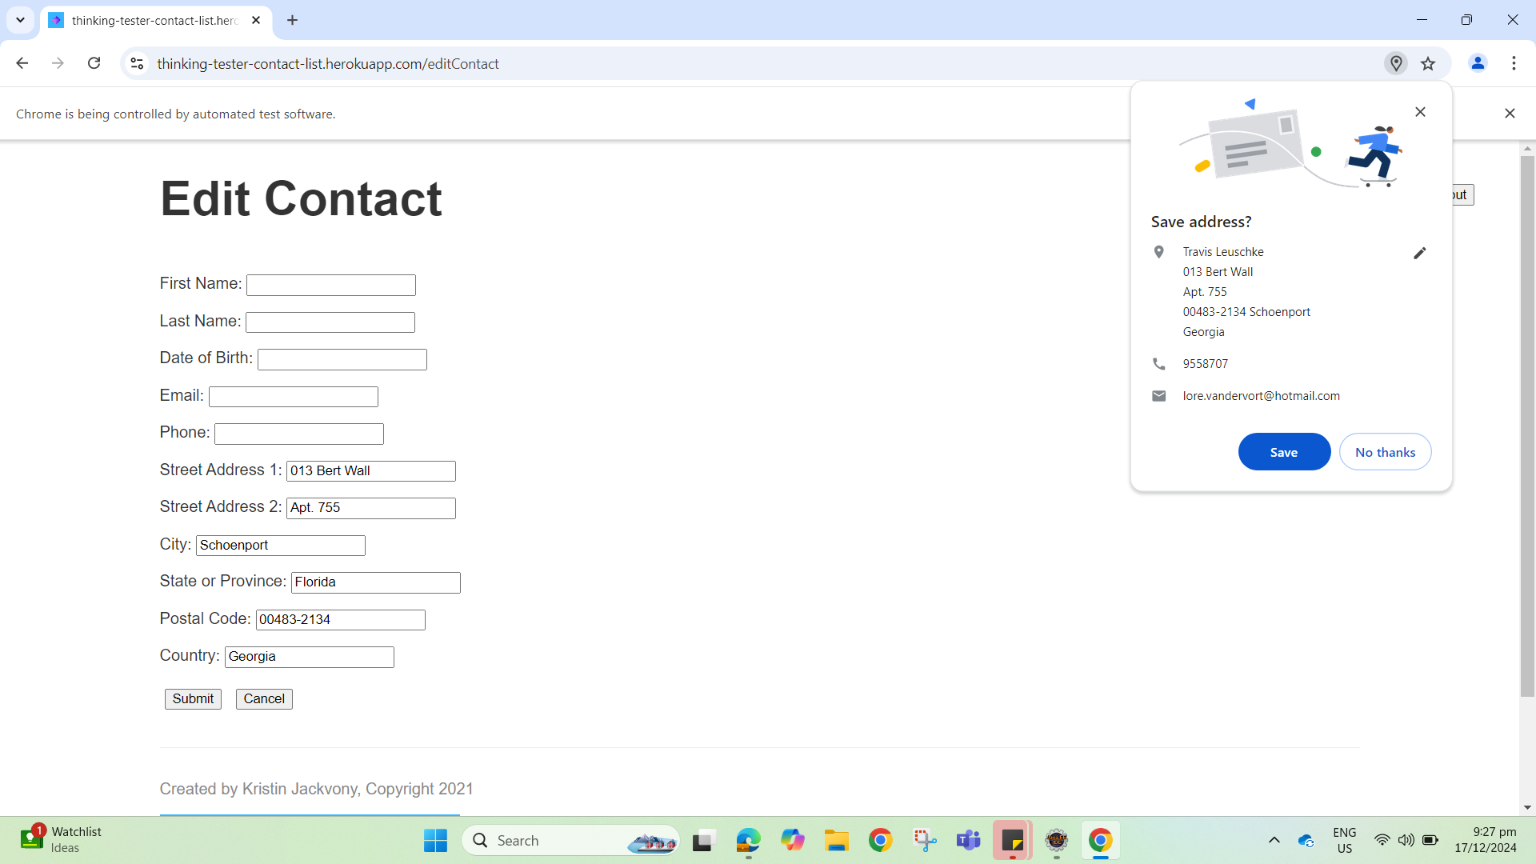 thinking-tester-contact-list.herc
thinking-tester-contact-list.herokuapp.com/editContact
Chrome is being controlled by automated test software.
Edit Contact
out
First Name:
Last Name:
Date of Birth:
Email:
Phone:
Street Address 1: 013 Bert Wall
Street Address 2: Apt. 755
City: Schoenport
State or Province: Florida
Postal Code: 00483-2134
Country: Georgia
Submit Cancel
Created by Kristin Jackvony, Copyright 2021
Save address?
Travis Leuschke
013 Bert Wall
Apt. 755
00483-2134 Schoenport
Georgia
9558707
lore.vandervort@hotmail.com
Save No thanks
1
Watchlist
Ideas
Search
ENG
US
9:27 pm
17/12/2024